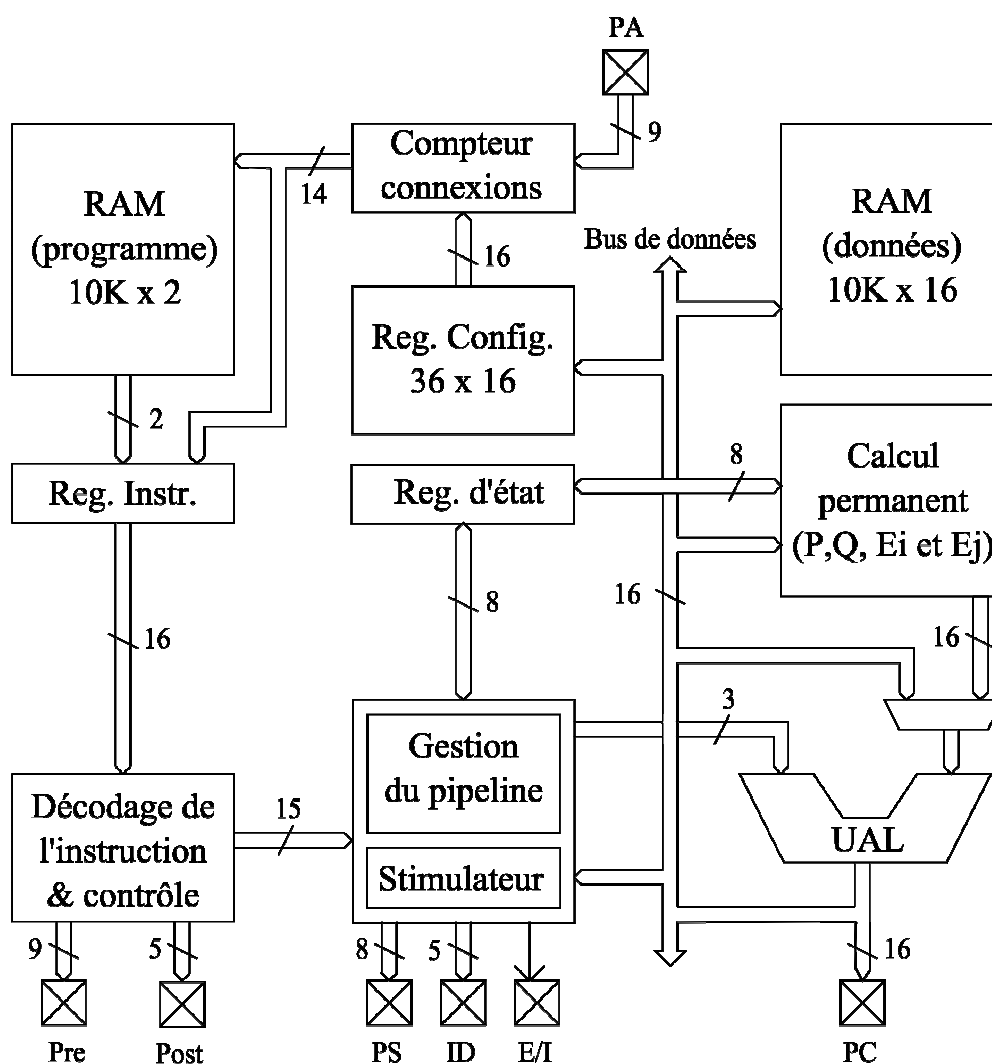 PA
9
RAM
(programme)
10K x 2
14
Compteur
connexions
RAM
(données)
10K x 16
16
Bus de données
Reg. Config.
36 x 16
2
Reg. Instr.
Reg. d'état
8
Calcul
permanent
(P,Q, Ei et Ej)
16
8
16
16
3
Gestion
du pipeline
Décodage de
l'instruction
& contrôle
15
Stimulateur
UAL
9
5
8
5
16
Pre
Post
PS
ID
E/I
PC